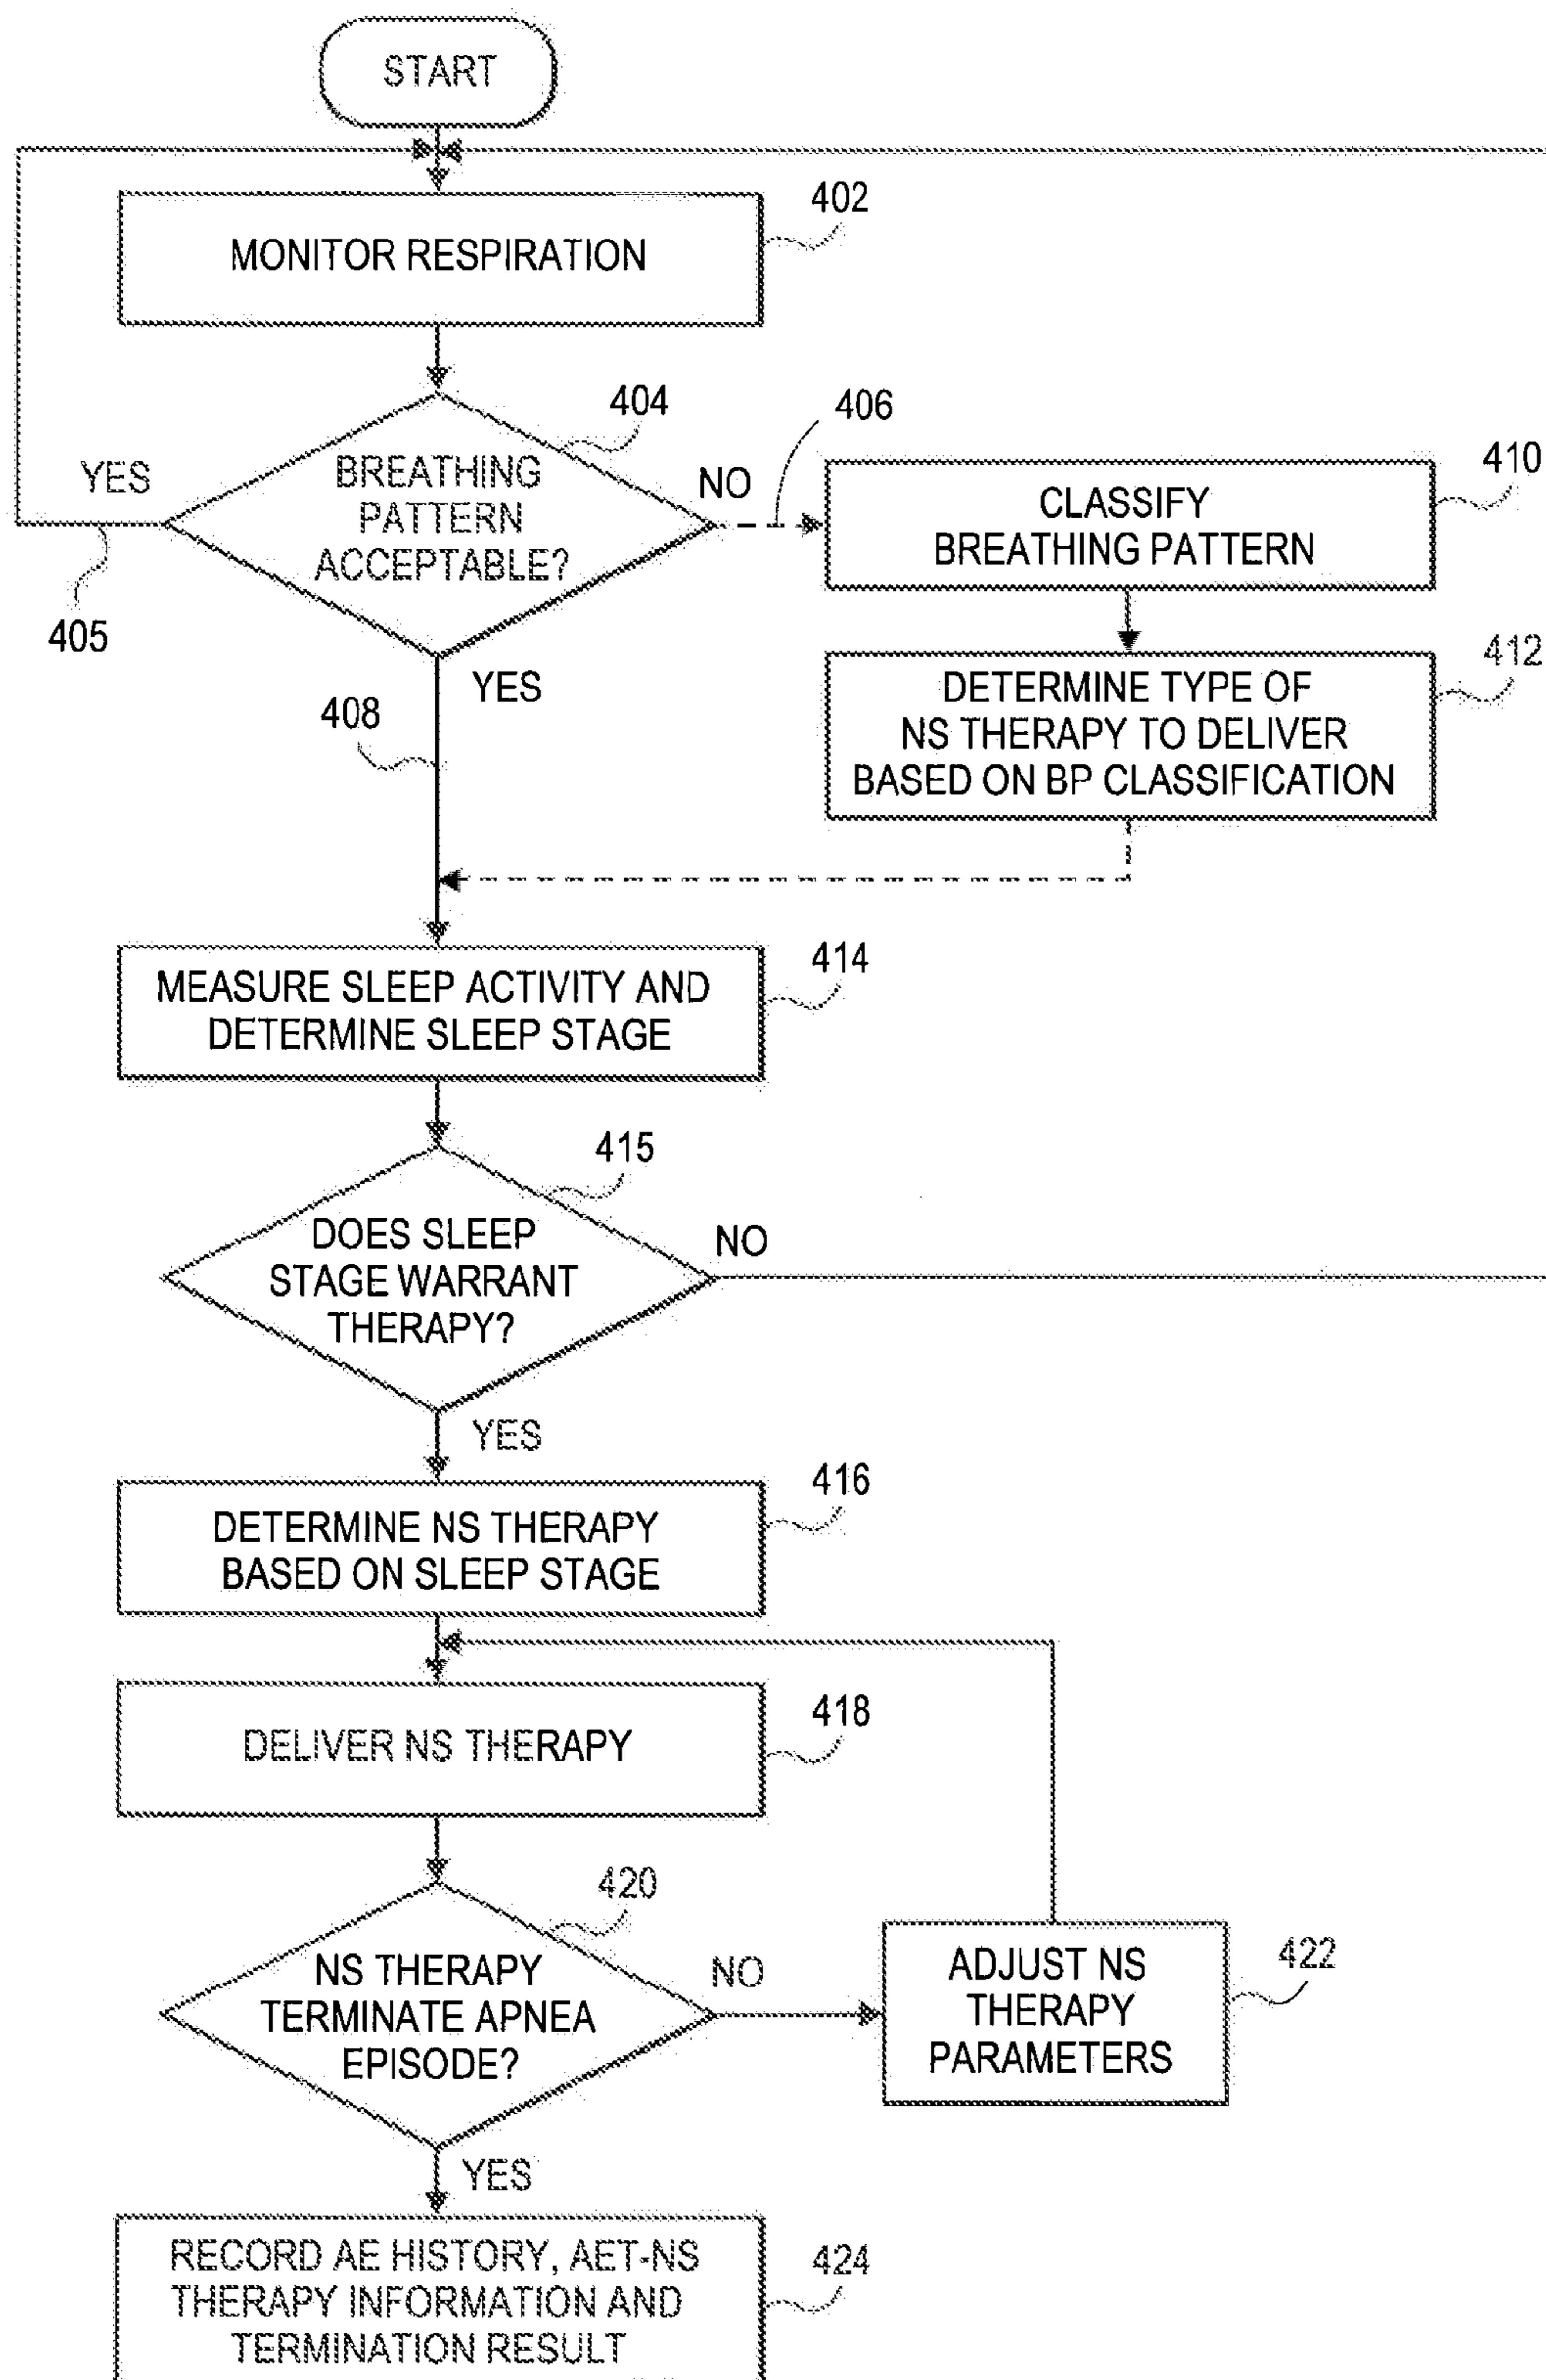 START
402
MONITOR RESPIRATION
404
406
BREATHING
PATTERN
ACCEPTABLE?
YES
NO
410
CLASSIFY
BREATHING PATTERN
405
YES
408
412
DETERMINE TYPE OF
NS THERAPY TO DELIVER
BASED ON BP CLASSIFICATION
414
MEASURE SLEEP ACTIVITY AND
DETERMINE SLEEP STAGE
415
DOES SLEEP
STAGE WARRANT
THERAPY?
NO
YES
416
DETERMINE NS THERAPY
BASED ON SLEEP STAGE
418
DELIVER NS THERAPY
420
NS THERAPY
TERMINATE APNEA
EPISODE?
NO
422
ADJUST NS
THERAPY
PARAMETERS
YES
424
RECORD AE HISTORY, AET-NS
THERAPY INFORMATION AND
TERMINATION RESULT